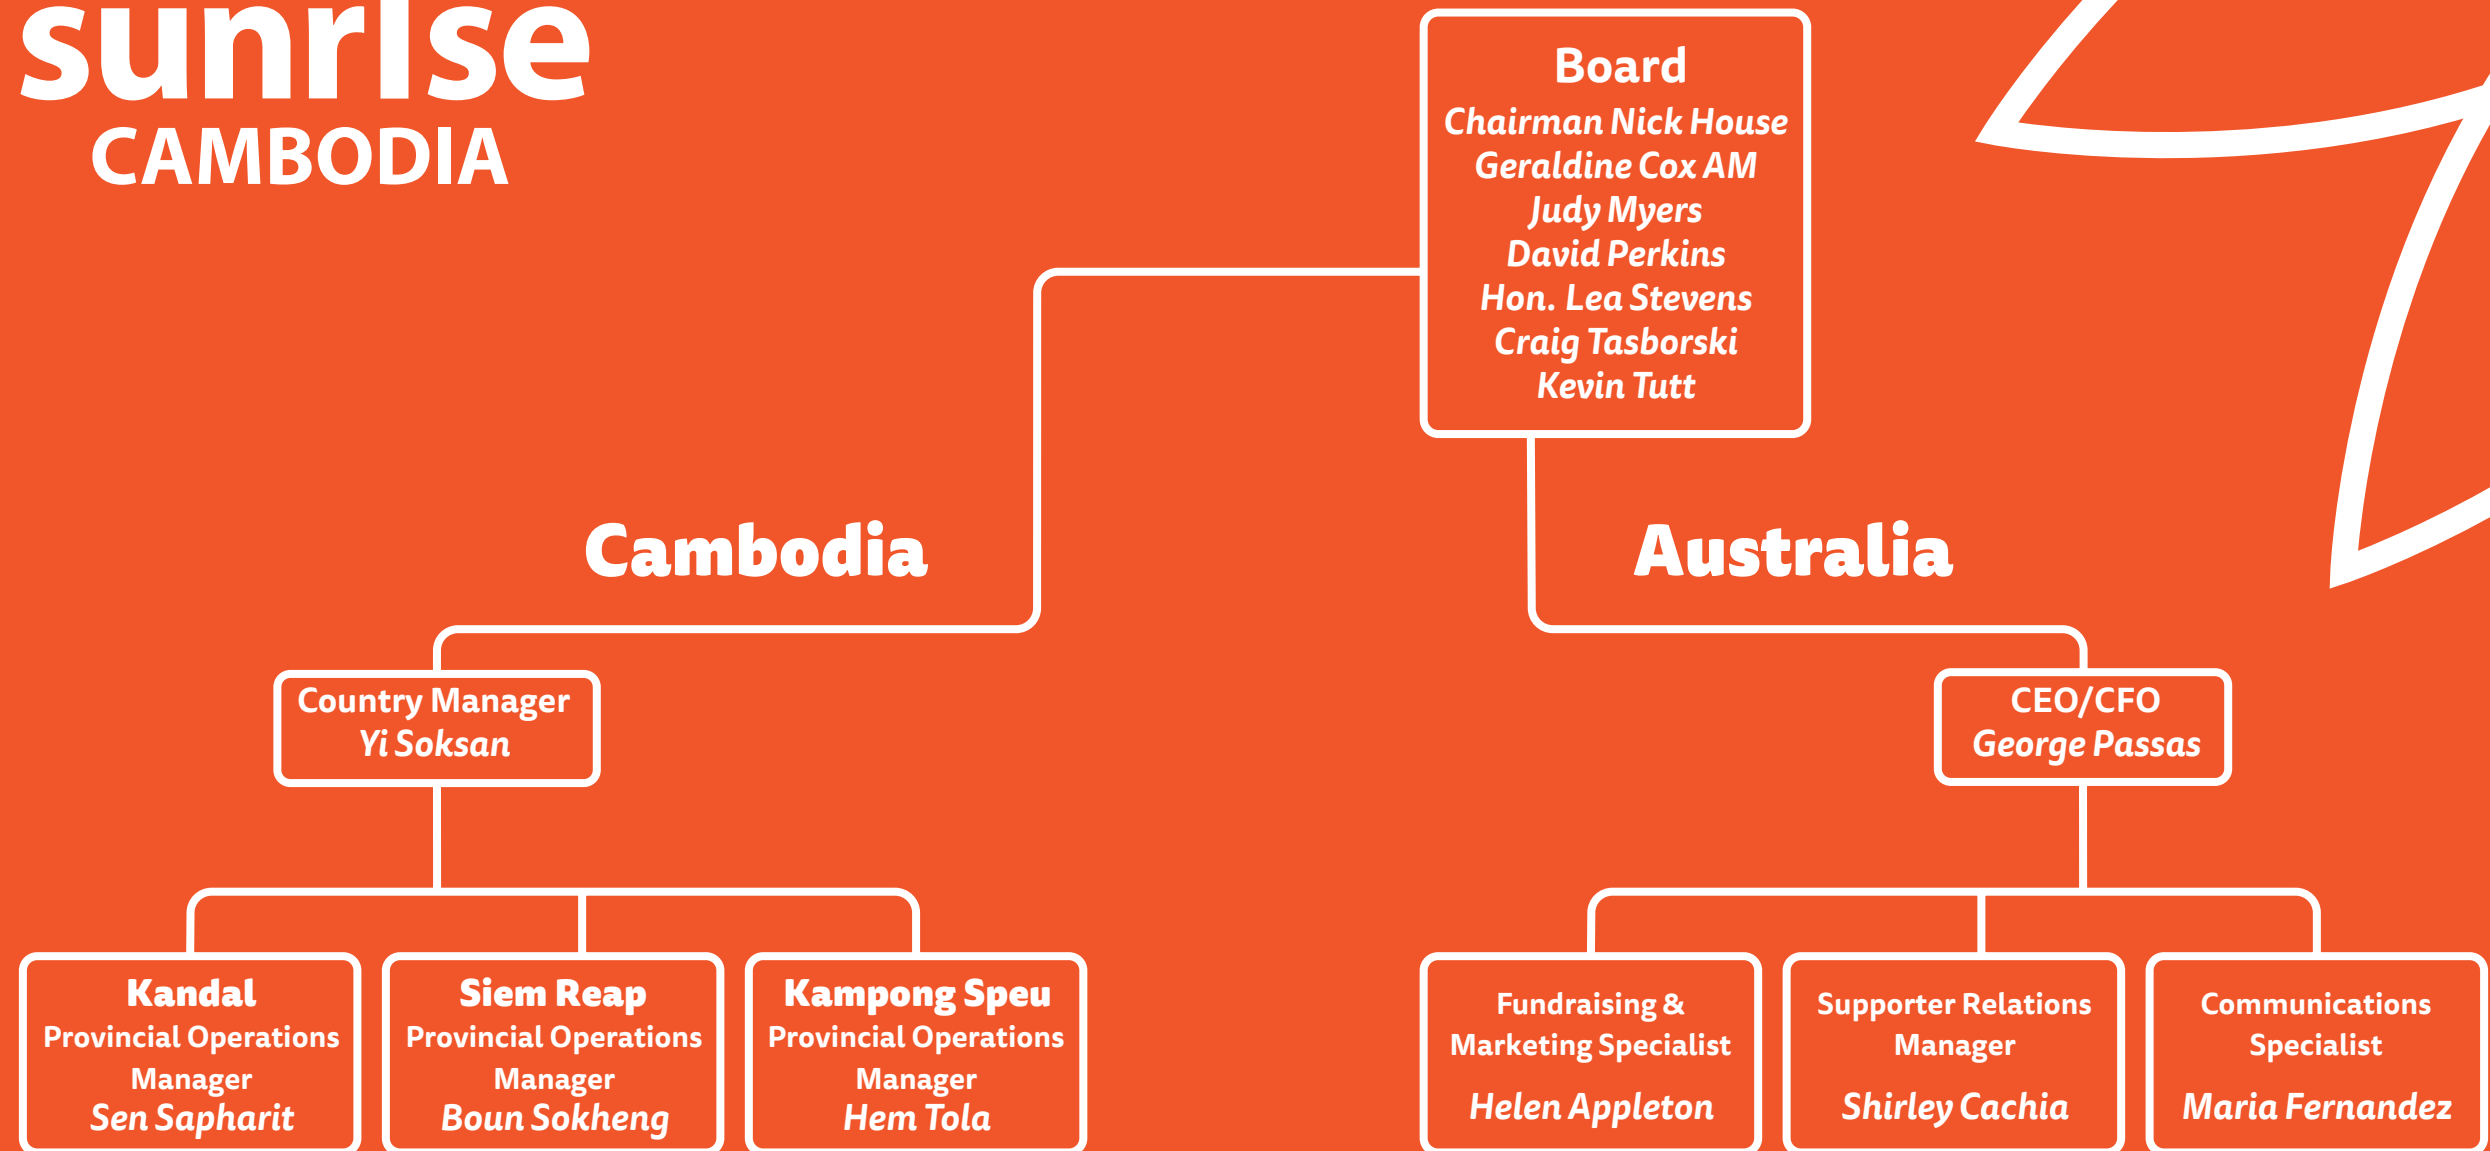 sunrise
CAMBODIA
Board
Chairman Nick House
Geraldine Cox AM
Judy Myers
David Perkins
Hon. Lea Stevens
Craig Tasborski
Kevin Tutt
Cambodia
Country Manager
Yi Soksan
Kandal
Provincial Operations
Manager
Sen Sapharit
Siem Reap
Provincial Operations
Manager
Boun Sokheng
Kampong Speu
Provincial Operations
Manager
Hem Tola
Australia
CEO/CFO
George Passas
Fundraising &
Marketing Specialist
Helen Appleton
Supporter Relations
Manager
Shirley Cachia
Communications
Specialist
Maria Fernandez